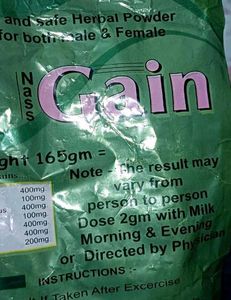 and safe Herbal Powder
for both Male & Female
Nass
Gain
165gm =
Note - The result may
vary from
person to person
400mg
100mg
400mg
400mg
400mg
200mg
Dose 2gm with Milk
Morning & Evening
or Directed by Physician
INSTRUCTIONS :-
If Taken After Excercise